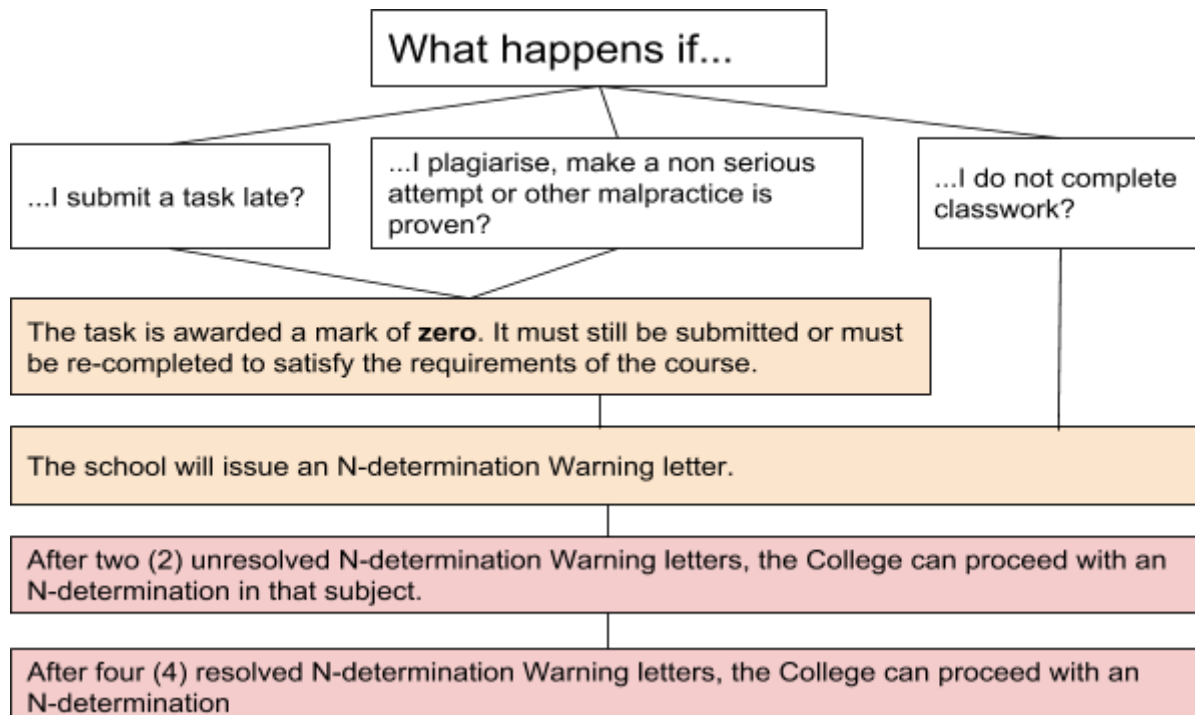 What happens if...
...I submit a task late?
...I plagiarise, make a non serious
attempt or other malpractice is
proven?
...I do not complete
classwork?
The task is awarded a mark of zero. It must still be submitted or must
be re-completed to satisfy the requirements of the course.
The school will issue an N-determination Warning letter.
After two (2) unresolved N-determination Warning letters, the College can proceed with an
N-determination in that subject.
After four (4) resolved N-determination Warning letters, the College can proceed with an
N-determination